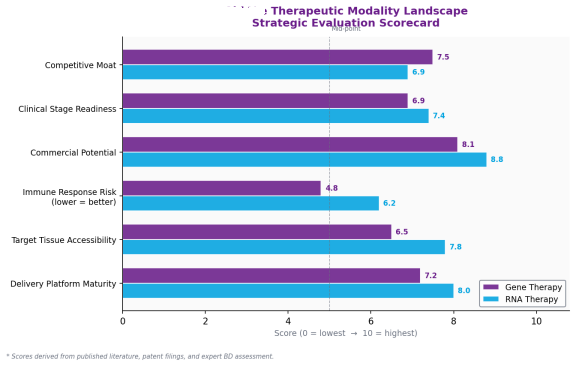 Therapeutic Modality Landscape
Strategic Evaluation Scorecard
Mid-point
Competitive Moat
7.5
6.9
Clinical Stage Readiness
6.9
7.4
Commercial Potential
8.1
8.8
Immune Response Risk
(lower = better)
4.8
6.2
Target Tissue Accessibility
6.5
7.8
Delivery Platform Maturity
7.2
8.0
Gene Therapy
RNA Therapy
0 2 4 6 8 10
Score (0 = lowest → 10 = highest)
* Scores derived from published literature, patent filings, and expert BD assessment.